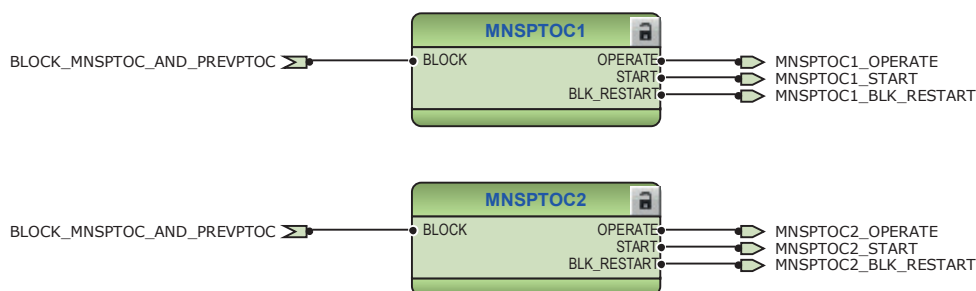 MNSPTOC1
BLOCK_MNSPTOC_AND_PREVPTOC BLOCK OPERATE MNSPTOC1_OPERATE
START MNSPTOC1_START
BLK_RESTART MNSPTOC1_BLK_RESTART
MNSPTOC2
BLOCK_MNSPTOC_AND_PREVPTOC BLOCK OPERATE MNSPTOC2_OPERATE
START MNSPTOC2_START
BLK_RESTART MNSPTOC2_BLK_RESTART